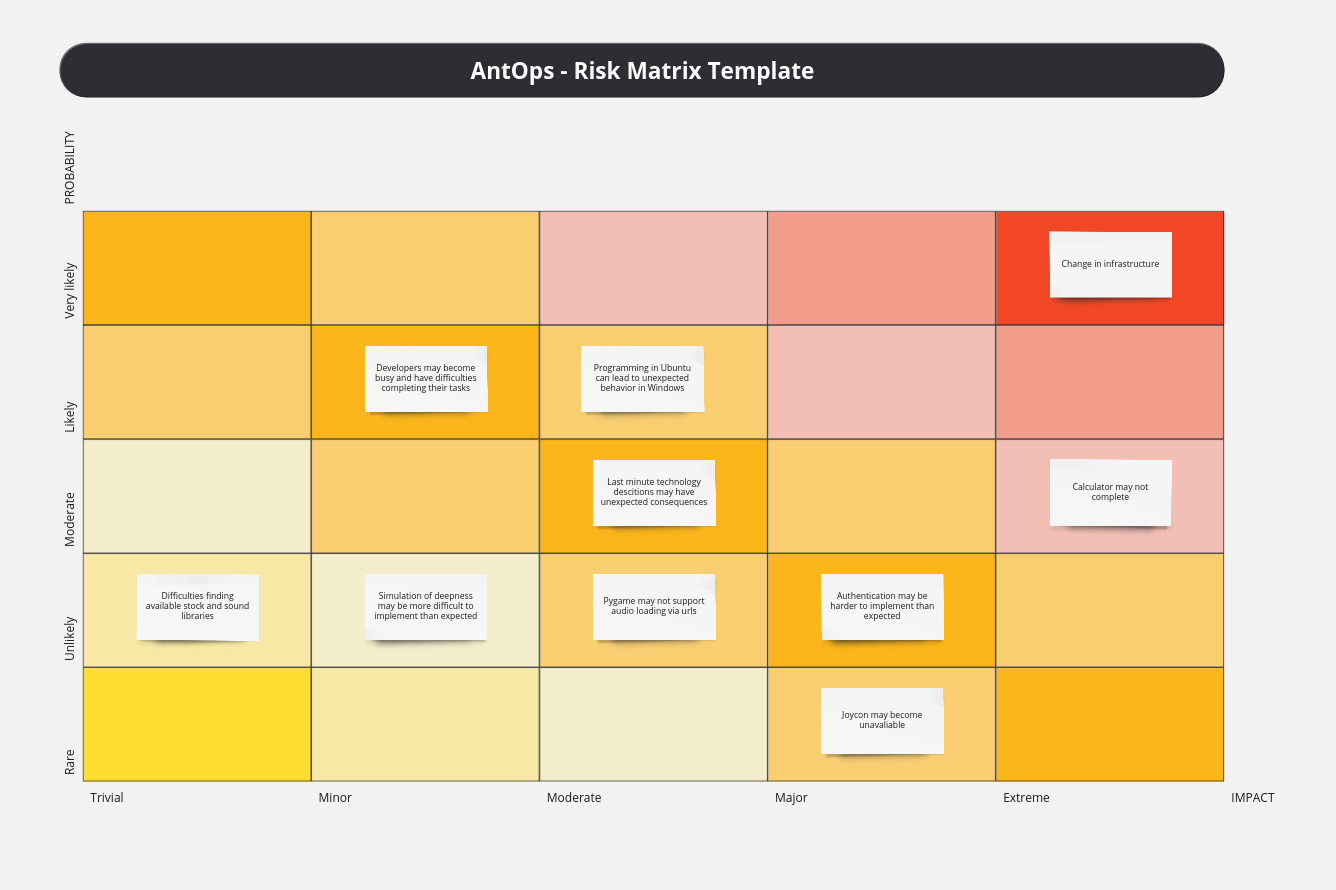 AntOps - Risk Matrix Template
PROBABILITY
Very likely
Change in infrastructure
Likely
Developers may become
busy and have difficulties
completing their tasks
Programming in Ubuntu
can lead to unexpected
behavior in Windows
Moderate
Last minute technology
descitions may have
unexpected consequences
Calculator may not
complete
Unlikely
Difficulties finding
available stock and sound
libraries
Simulation of deepness
may be more difficult to
implement than expected
Pygame may not support
audio loading via urls
Authentication may be
harder to implement than
expected
Rare
Joycon may become
unavaliable
Trivial
Minor
Moderate
Major
Extreme
IMPACT